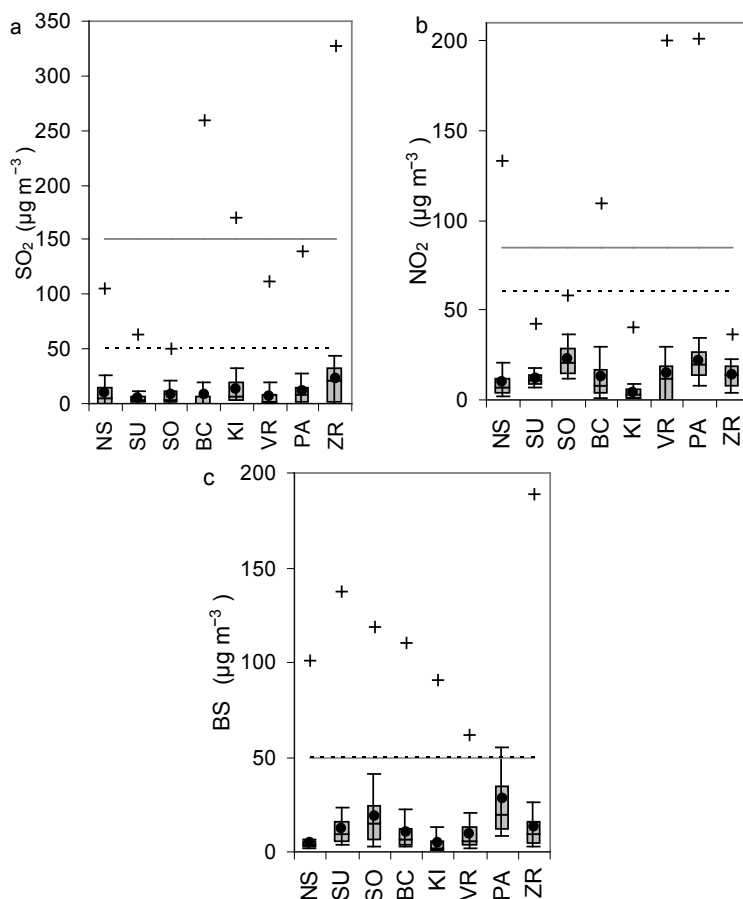 a
SO₂ (µg m⁻³)
350
300
250
200
150
100
50
0
NS SU SO BC KI VR PA ZR
b
NO₂ (µg m⁻³)
200
150
100
50
0
NS SU SO BC KI VR PA ZR
c
BS (µg m⁻³)
200
150
100
50
0
NS SU SO BC KI VR PA ZR